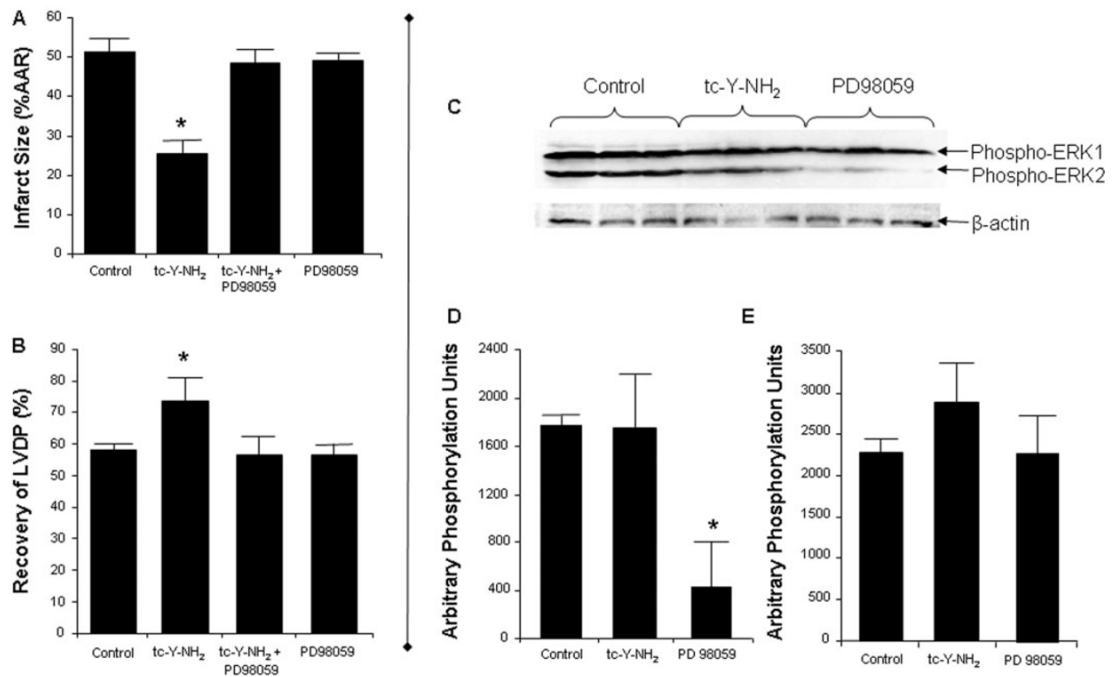 A
Infarct Size (%AAR)
60
50
40
30
20
10
0
*
Control
tc-Y-NH₂
tc-Y-NH₂ +
PD98059
PD98059
B
Recovery of LVDP (%)
90
80
70
60
50
40
30
20
10
0
*
Control
tc-Y-NH₂
tc-Y-NH₂ +
PD98059
PD98059
C
Control
tc-Y-NH₂
PD98059
Phospho-ERK1
Phospho-ERK2
β-actin
D
Arbitrary Phosphorylation Units
2400
1800
1200
800
400
0
*
Control
tc-Y-NH₂
PD 98059
E
Arbitrary Phosphorylation Units
3500
3000
2500
2000
1500
1000
500
0
Control
tc-Y-NH₂
PD 98059